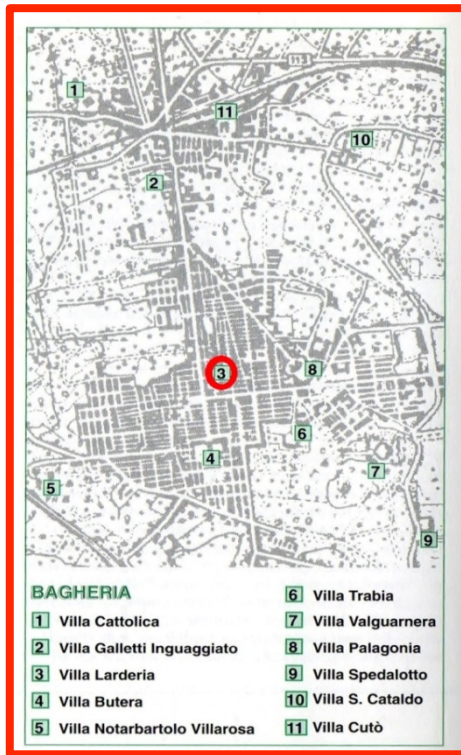 1
11
10
2
3
8
6
4
7
5
9
BAGHERIA
1 Villa Cattolica
2 Villa Galletti Inguaggiato
3 Villa Larderia
4 Villa Butera
5 Villa Notarbartolo Villarosa
6 Villa Trabia
7 Villa Valguarnera
8 Villa Palagonia
9 Villa Spedalotto
10 Villa S. Cataldo
11 Villa Cutò